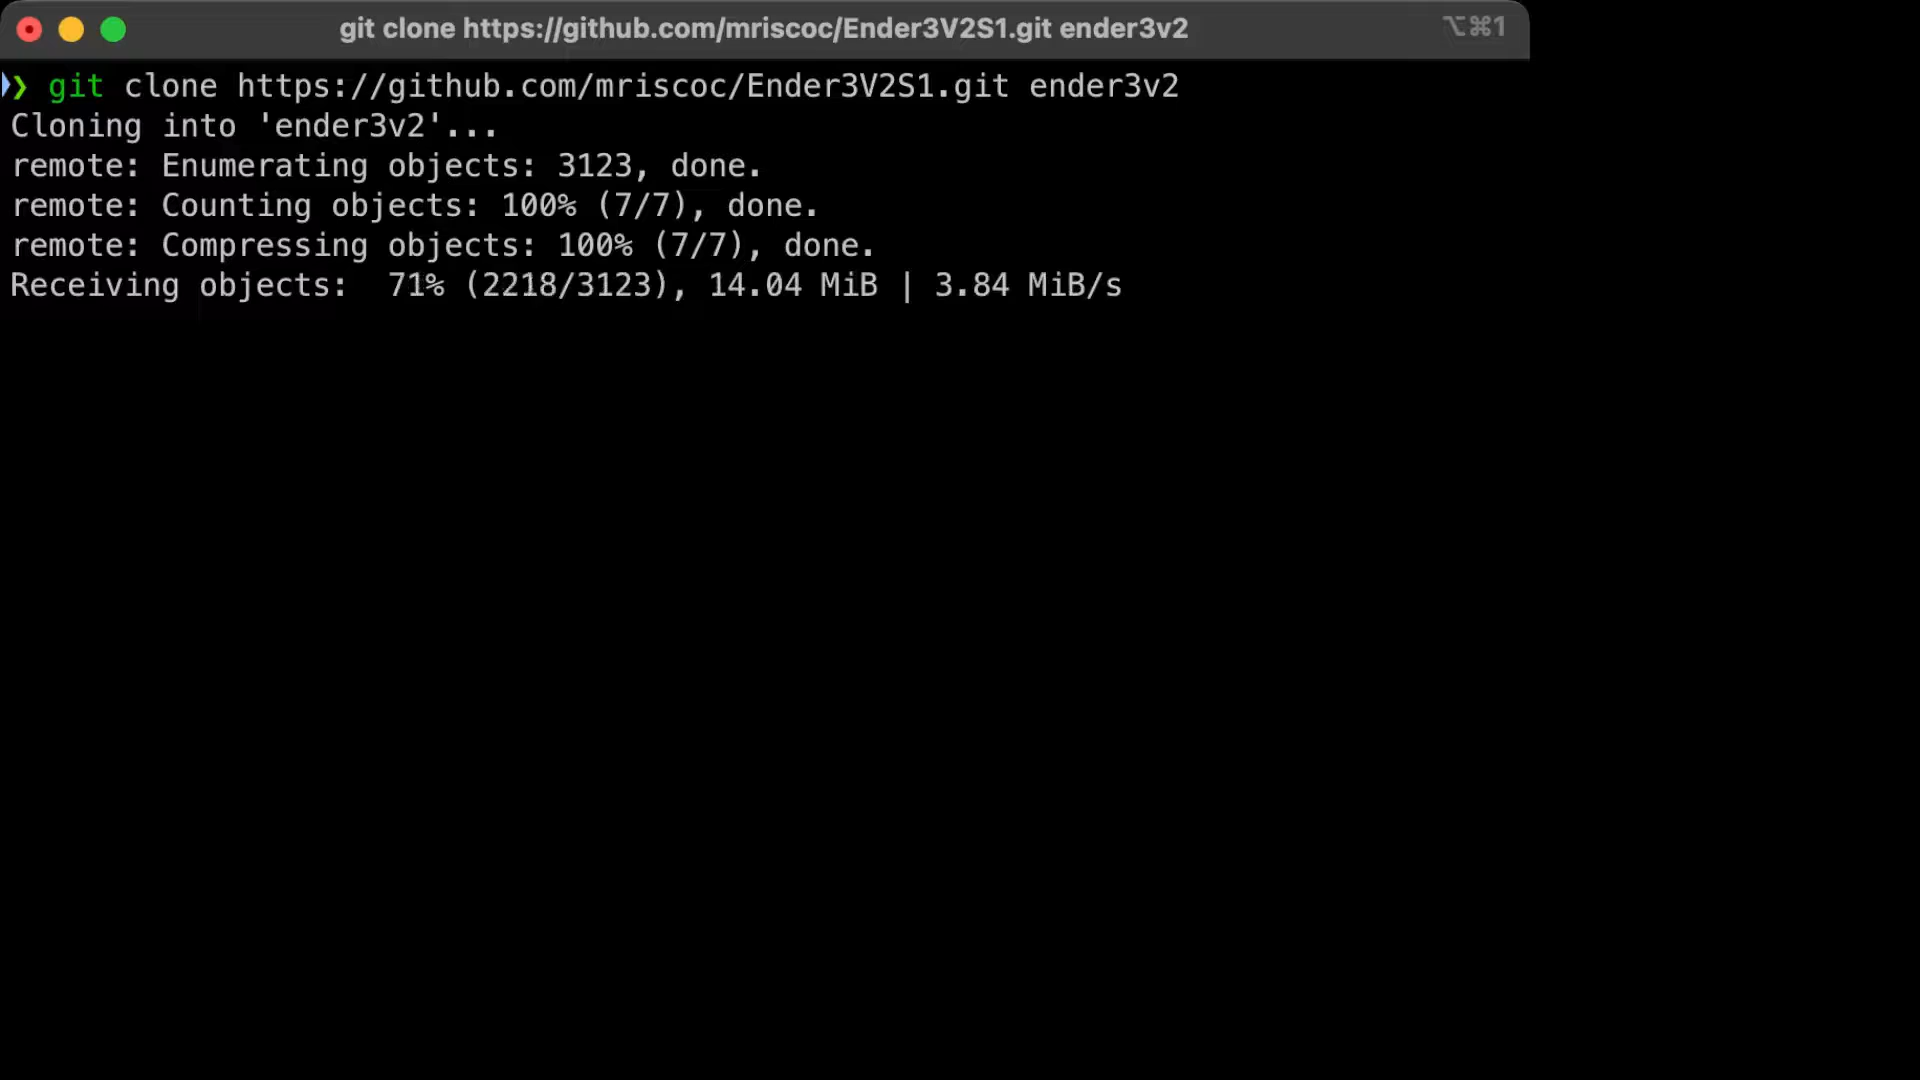 git clone https://github.com/mriscoc/Ender3V2S1.git ender3v2
⌥⌘1
❯ git clone https://github.com/mriscoc/Ender3V2S1.git ender3v2
Cloning into 'ender3v2'...
remote: Enumerating objects: 3123, done.
remote: Counting objects: 100% (7/7), done.
remote: Compressing objects: 100% (7/7), done.
Receiving objects:  71% (2218/3123), 14.04 MiB | 3.84 MiB/s